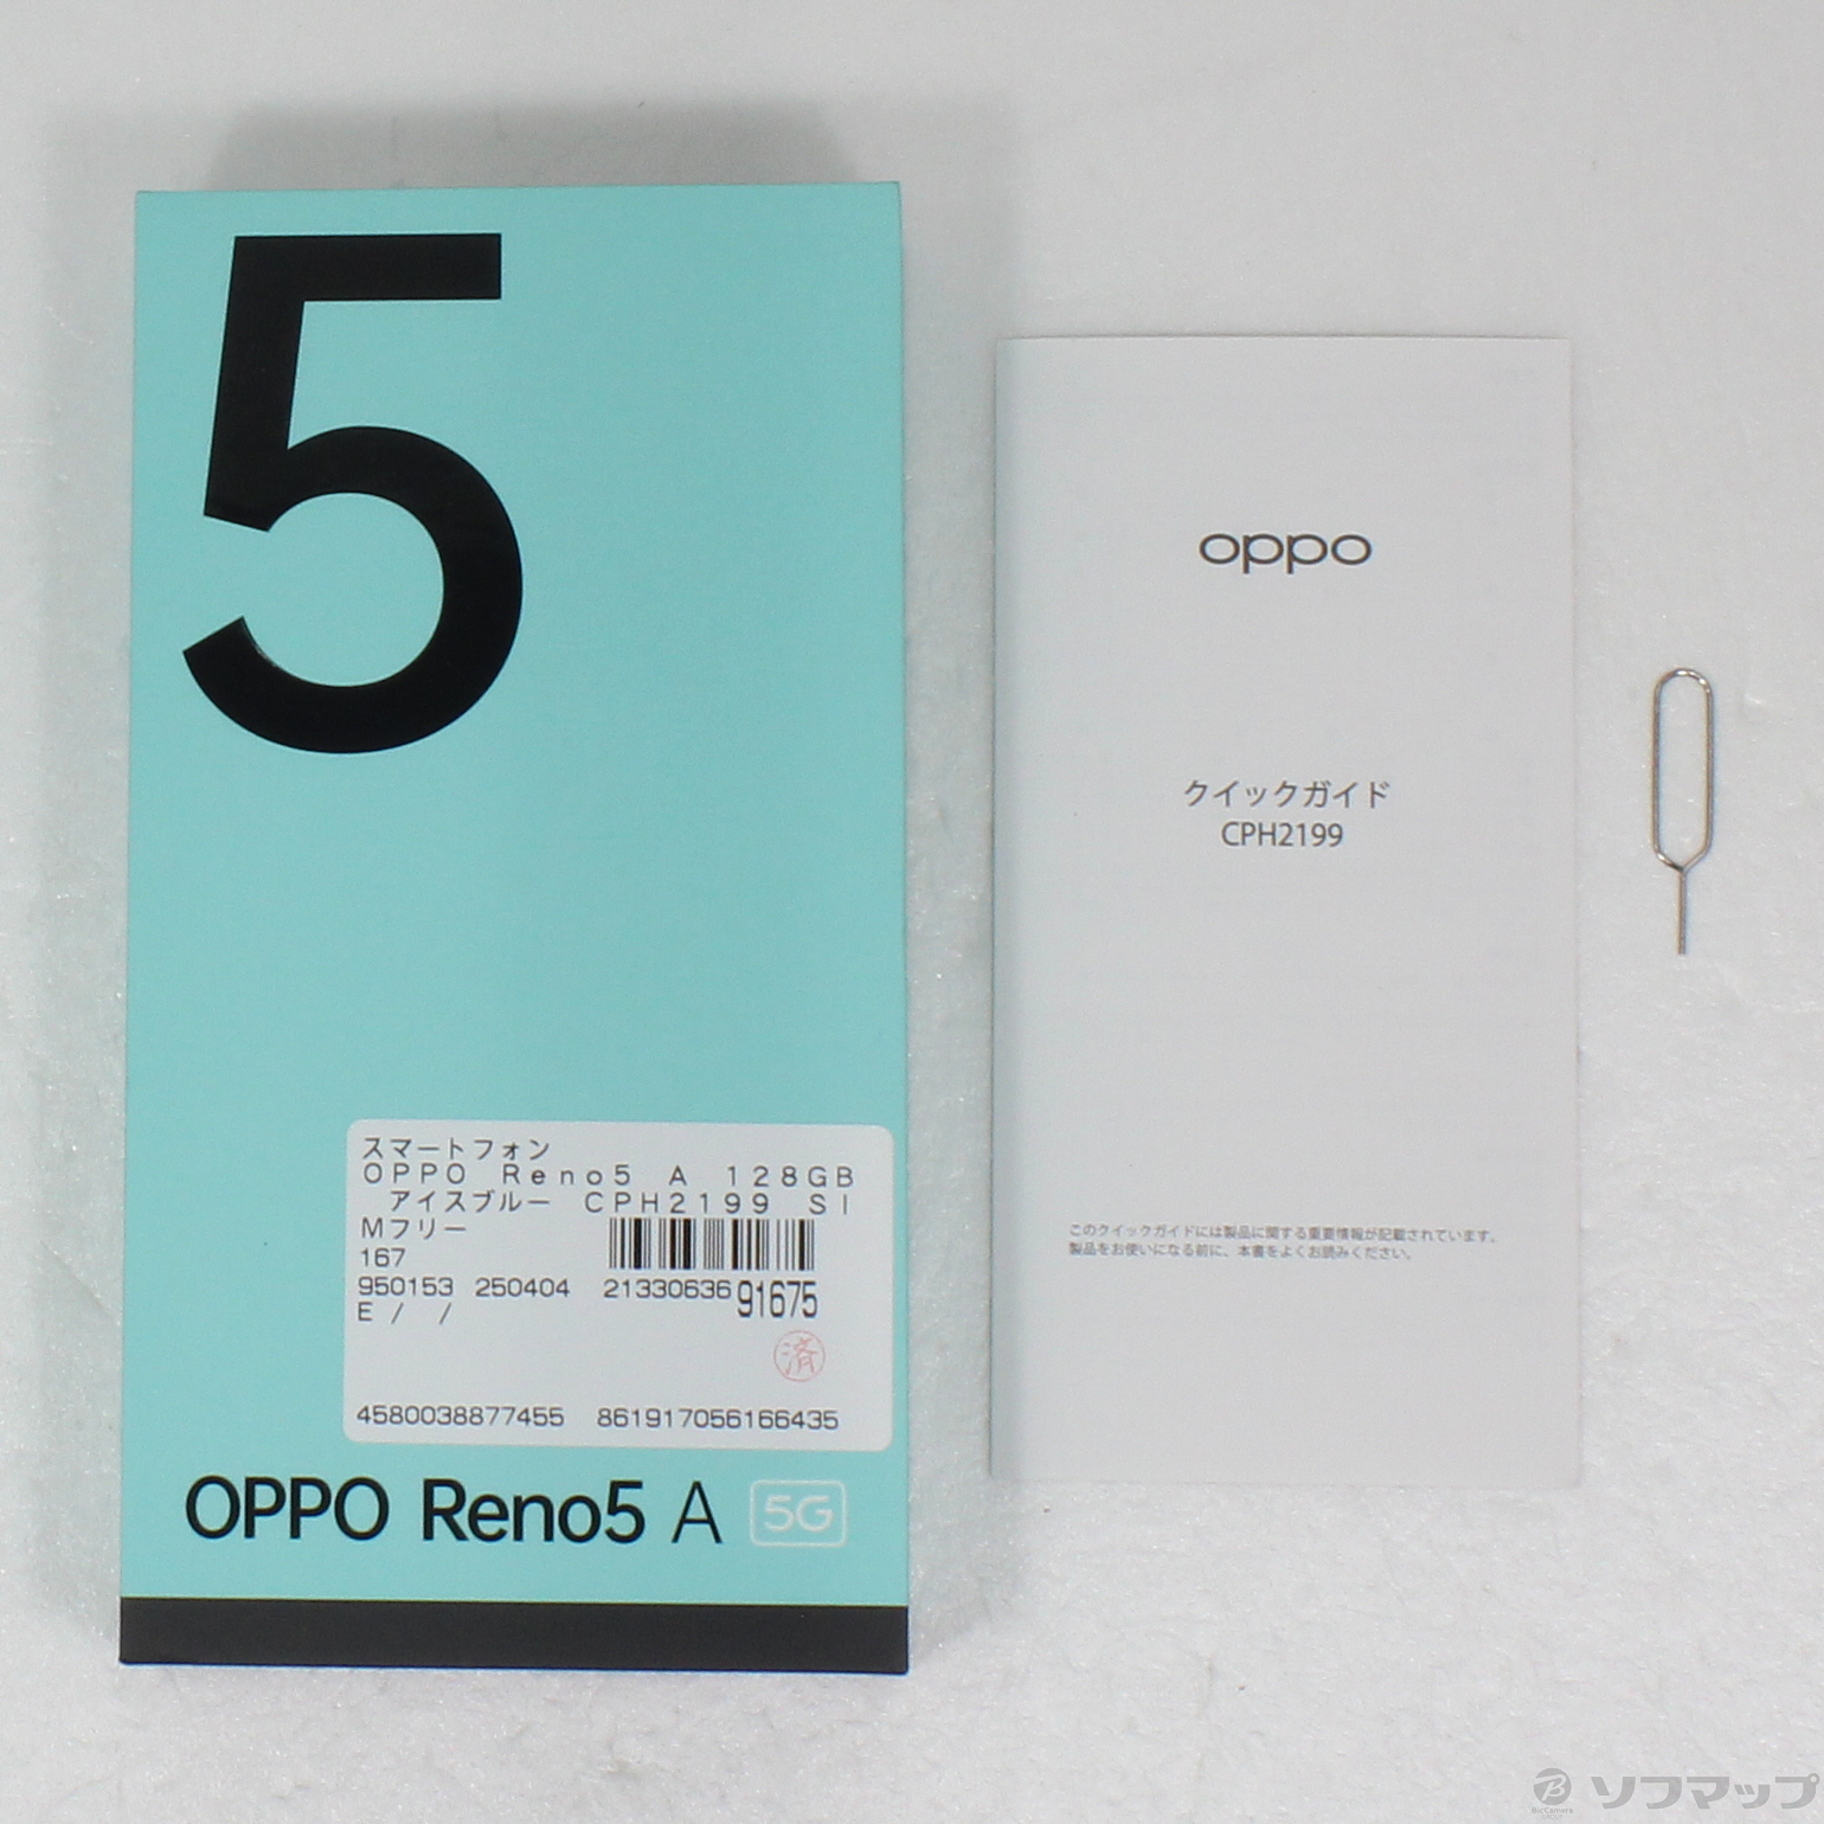 5
スマートフォン
OPPO Reno5 A 128GB
アイスブルー CPH2199 SI
Mフリー
167
950153 250404 2133063691675
E / /
済
4580038877455 861917056166435
OPPO Reno5 A 5G
oppo
クイックガイド
CPH2199
このクイックガイドには製品に関する重要情報が記載されています。
製品をお使いになる前に、本書をよくお読みください。
BicCamera
GROUP
ソフマップ